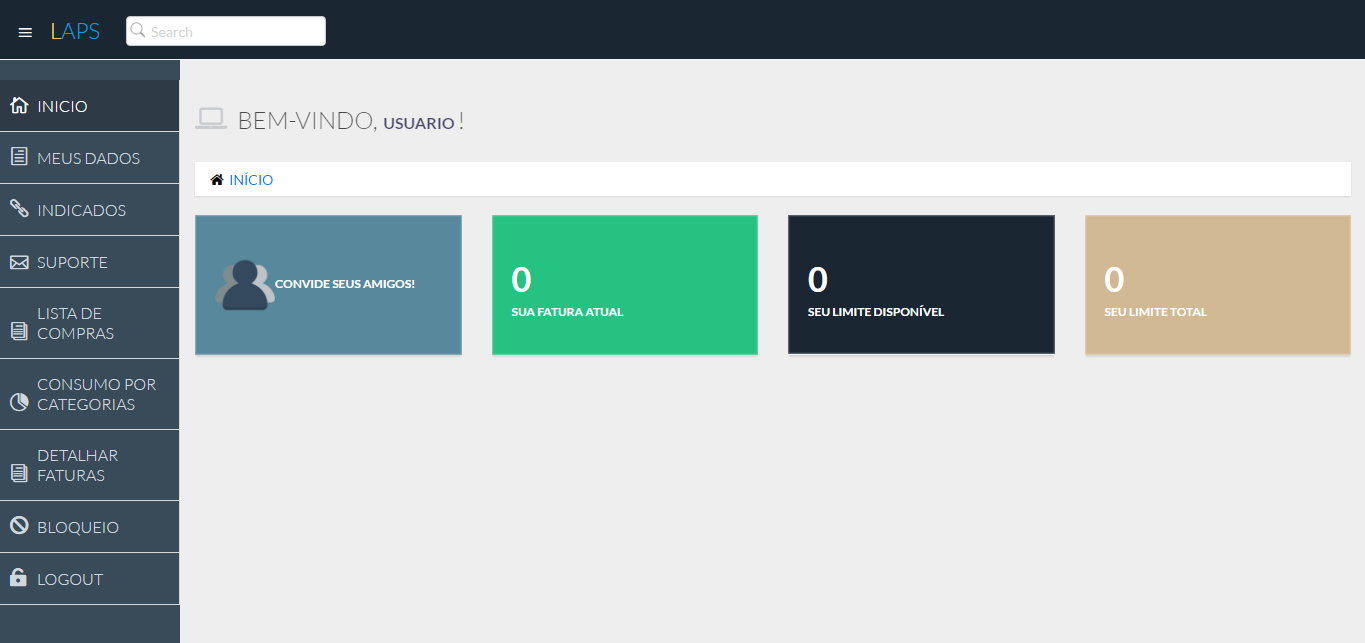 LAPS
Search
INICIO
MEUS DADOS
INDICADOS
SUPORTE
LISTA DE
COMPRAS
CONSUMO POR
CATEGORIAS
DETALHAR
FATURAS
BLOQUEIO
LOGOUT
BEM-VINDO, USUARIO !
INÍCIO
CONVIDE SEUS AMIGOS!
0
SUA FATURA ATUAL
0
SEU LIMITE DISPONÍVEL
0
SEU LIMITE TOTAL